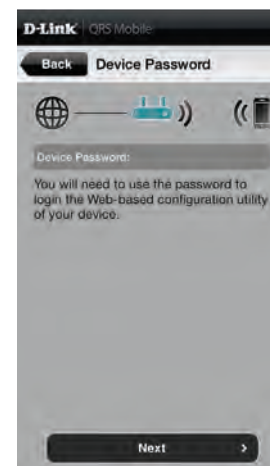 D-Link QRS Mobile
Back Device Password
Device Password:
You will need to use the password to
login the Web-based configuration utility
of your device.
Next